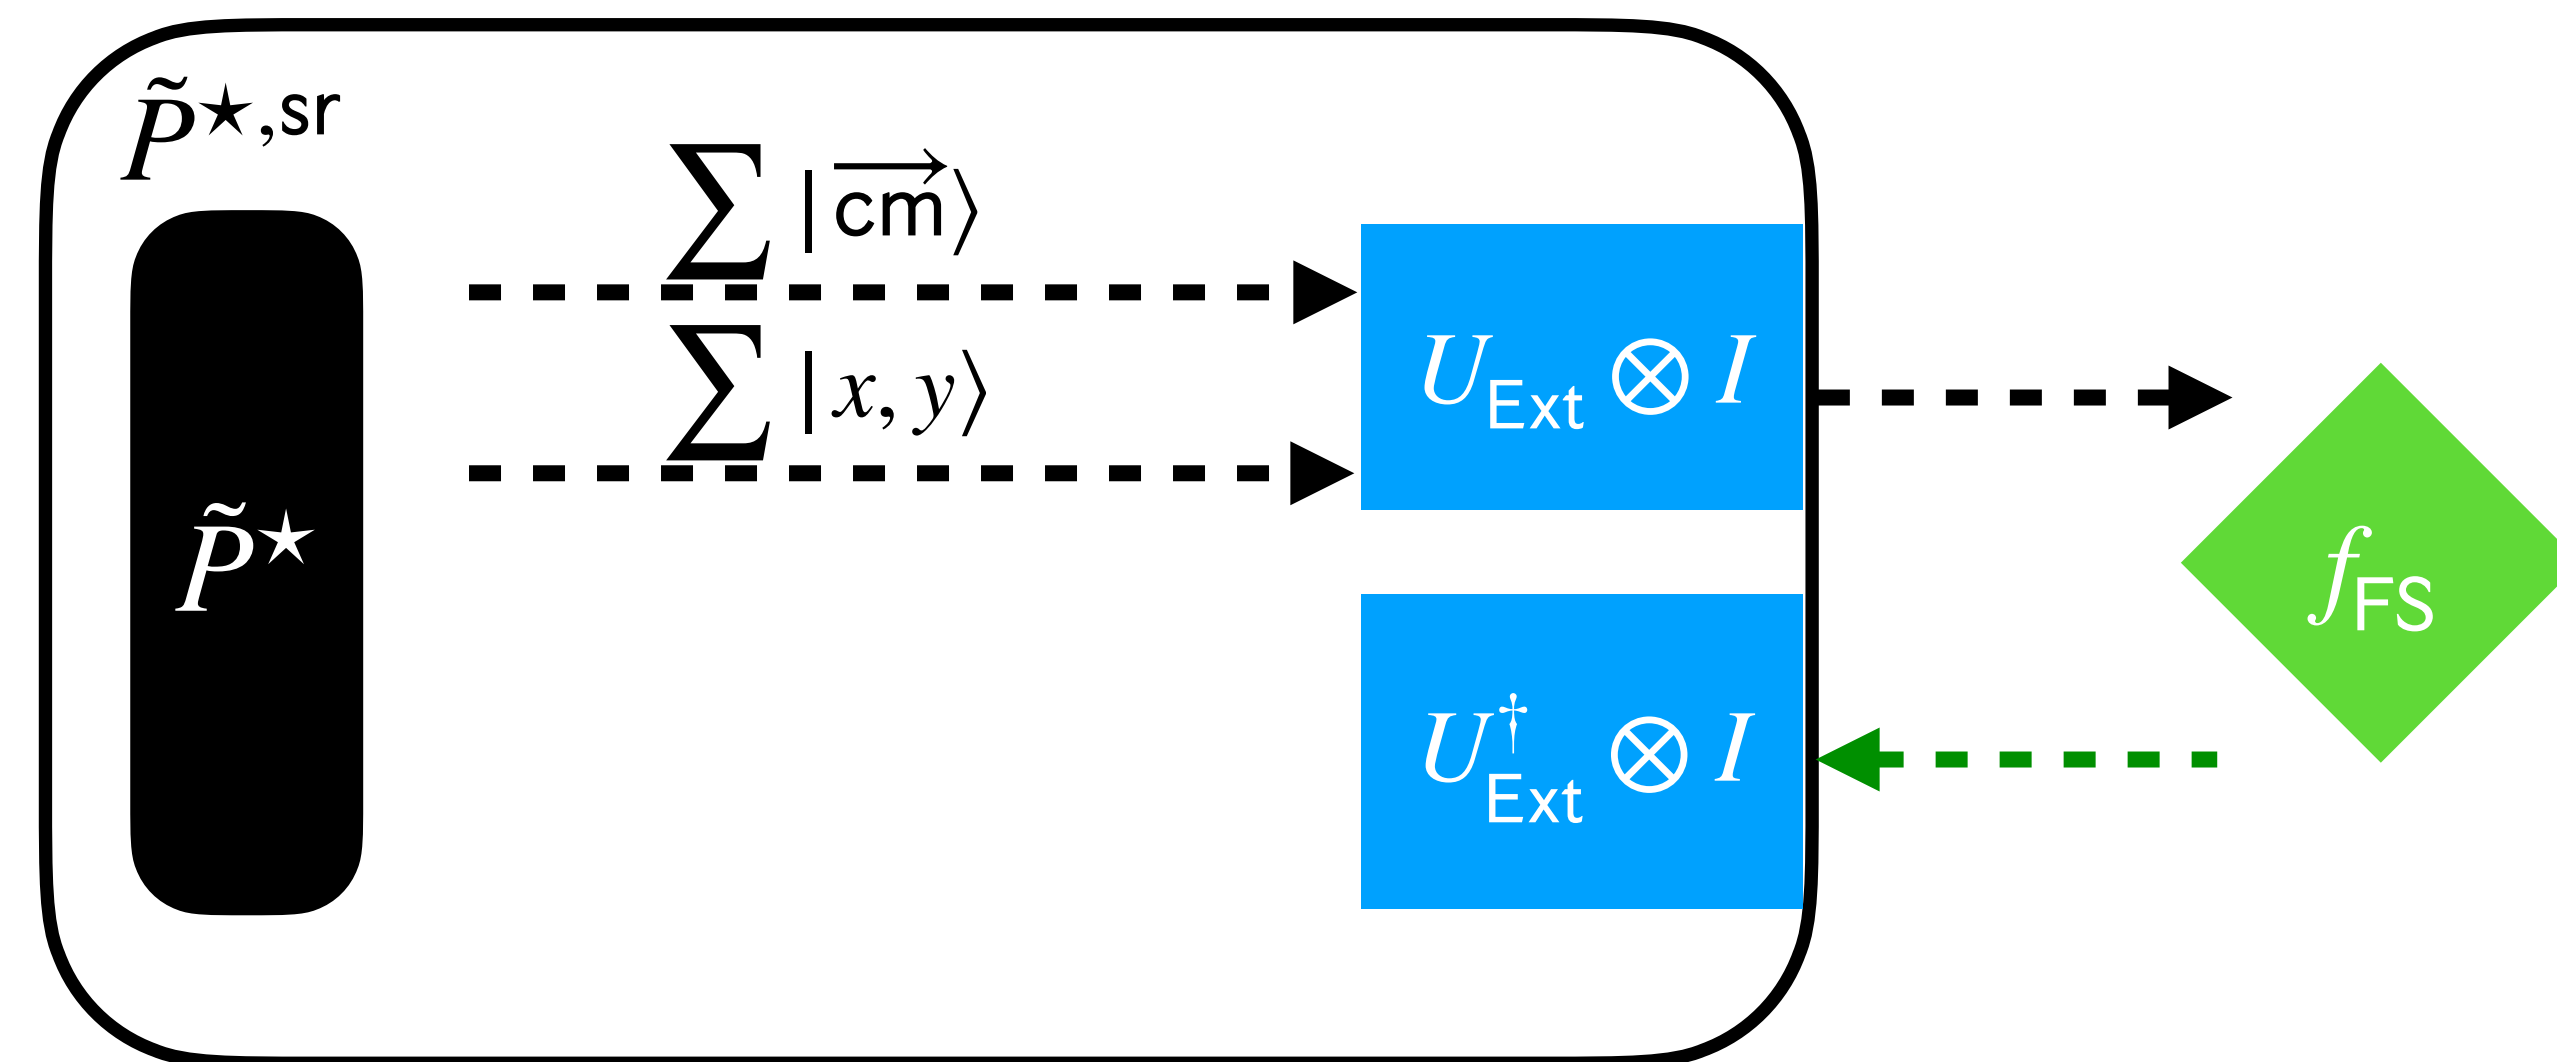 P̃★,sr
∑ |c͞m⃗⟩
∑ |x, y⟩
U_Ext ⊗ I
P̃★
f_FS
U†_Ext ⊗ I